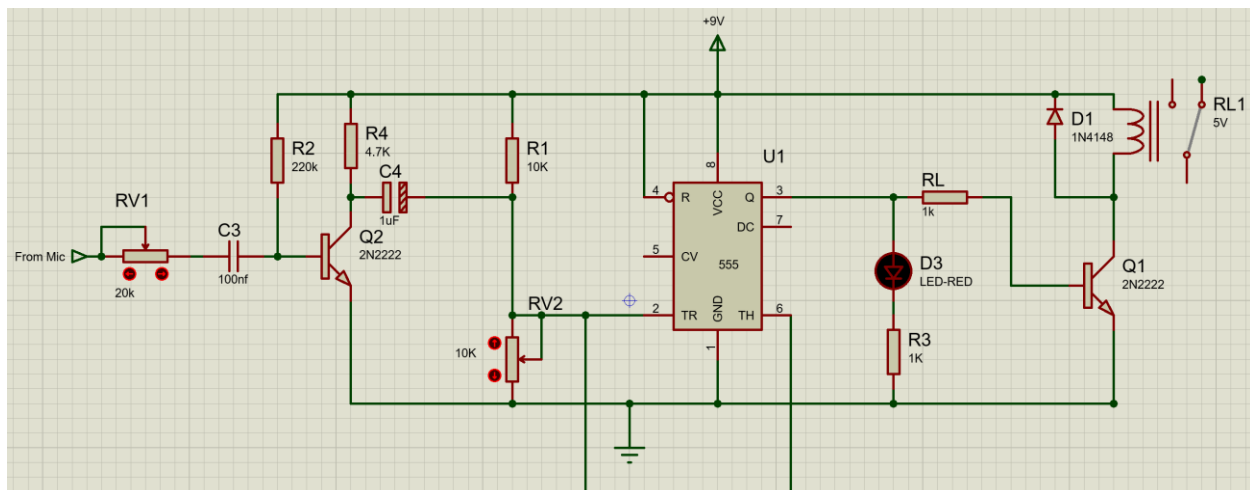 +9V
RV1
20k
From Mic
C3
100nf
R2
220k
R4
4.7K
C4
1uF
Q2
2N2222
R1
10K
RV2
10K
U1
555
4
R
5
CV
2
TR
8
VCC
GND
1
3
Q
7
DC
6
TH
RL
1k
D3
LED-RED
R3
1K
D1
1N4148
RL1
5V
Q1
2N2222